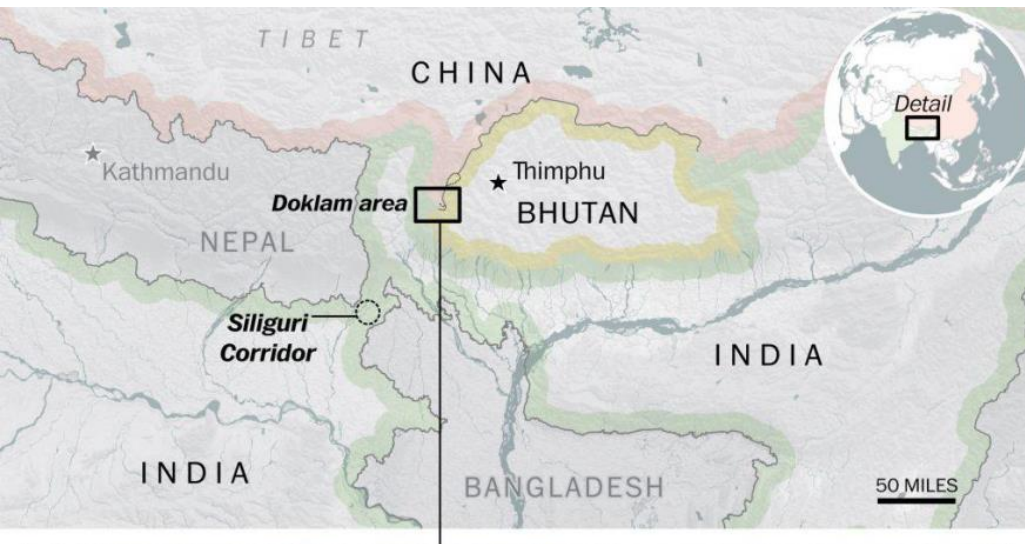 TIBET
CHINA
Detail
Kathmandu
Thimphu
Doklam area
BHUTAN
NEPAL
Siliguri
Corridor
INDIA
INDIA
BANGLADESH
50 MILES